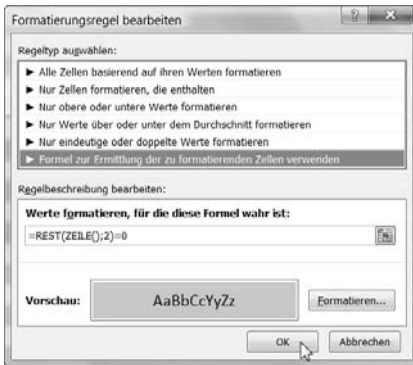 Formatierungsregel bearbeiten
Regeltyp auswählen:
► Alle Zellen basierend auf ihren Werten formatieren
► Nur Zellen formatieren, die enthalten
► Nur obere oder untere Werte formatieren
► Nur Werte über oder unter dem Durchschnitt formatieren
► Nur eindeutige oder doppelte Werte formatieren
► Formel zur Ermittlung der zu formatierenden Zellen verwenden
Regelbeschreibung bearbeiten:
Werte formatieren, für die diese Formel wahr ist:
=REST(ZEILE();2)=0
Vorschau: AaBbCcYyZz Formatieren...
OK Abbrechen